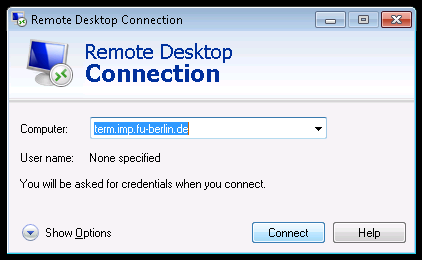 Remote Desktop Connection
Remote Desktop
Connection
Computer: term.imp.fu-berlin.de
User name: None specified
You will be asked for credentials when you connect.
Show Options Connect Help